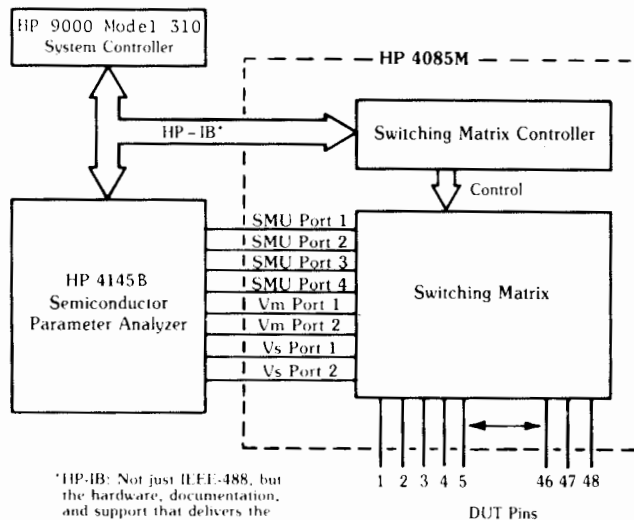 HP 9000 Model 310
System Controller
HP 4085M
HP-IB*
Switching Matrix Controller
Control
SMU Port 1
SMU Port 2
SMU Port 3
SMU Port 4
Vm Port 1
Vm Port 2
Vs Port 1
Vs Port 2
HP 4145B
Semiconductor
Parameter Analyzer
Switching Matrix
1 2 3 4 5 46 47 48
DUT Pins
*HP-IB: Not just IEEE-488, but
the hardware, documentation,
and support that delivers the